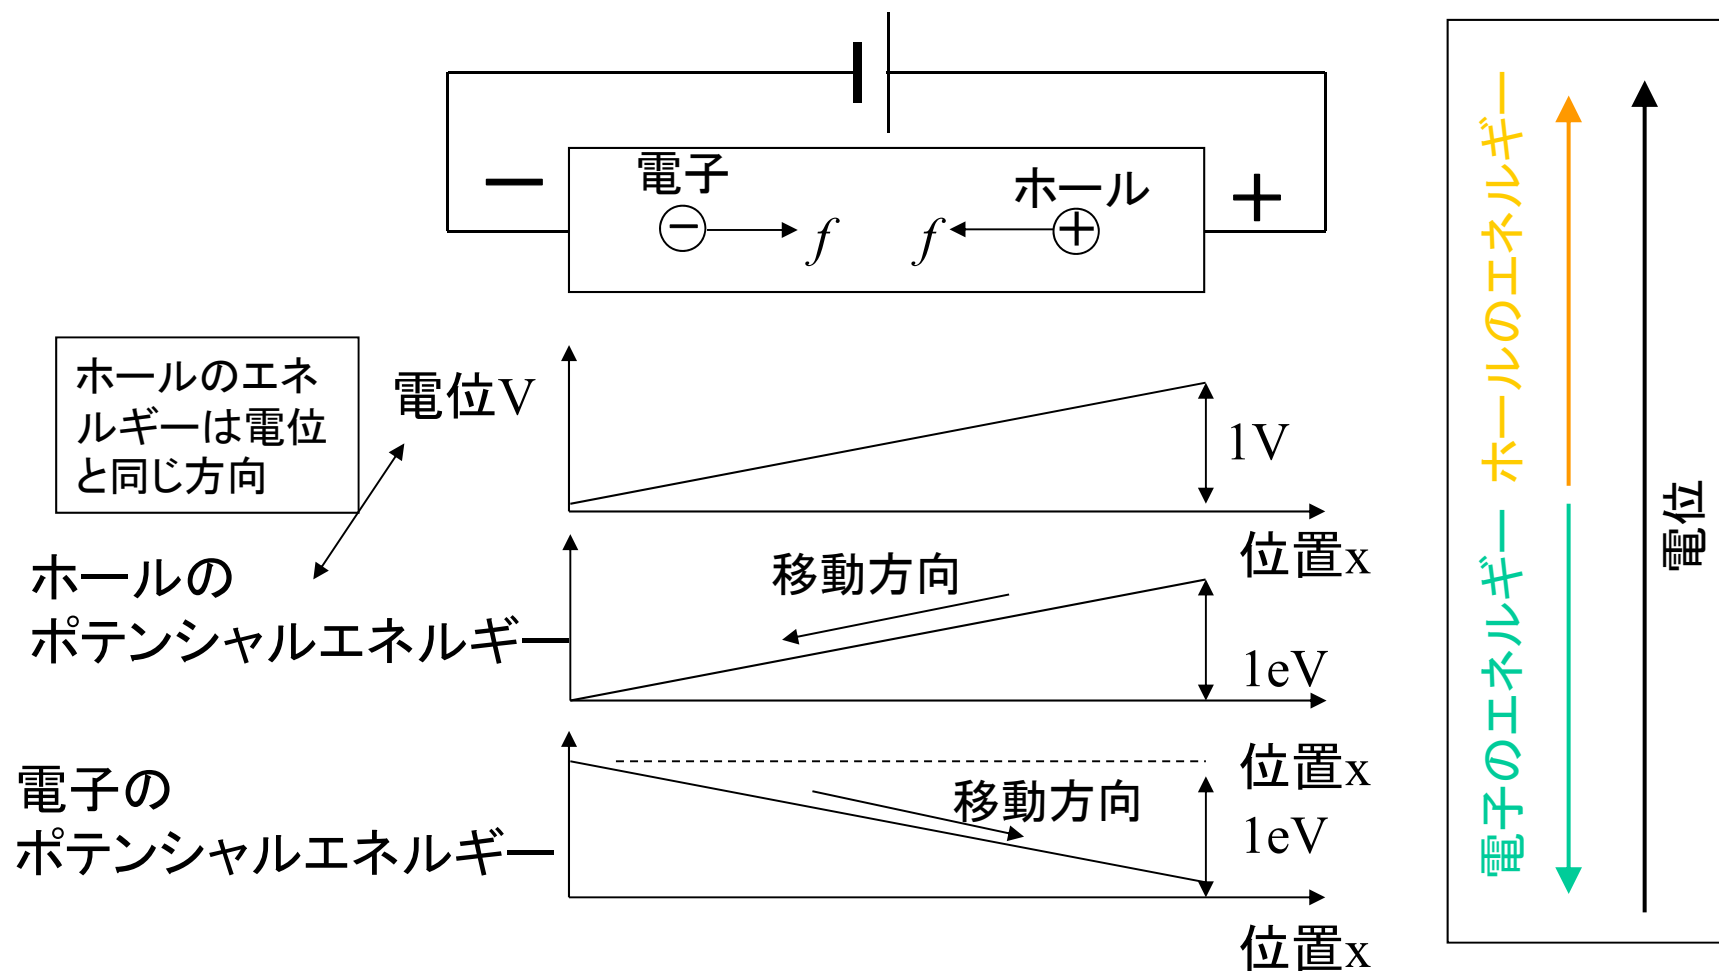 −
電子
−
f
f
ホール
+
+
ホールのエネ
ルギーは電位
と同じ方向
電位V
1V
位置x
ホールの
ポテンシャルエネルギー
移動方向
1eV
位置x
電子の
ポテンシャルエネルギー
移動方向
1eV
位置x
ホールのエネルギー
電子のエネルギー
電位